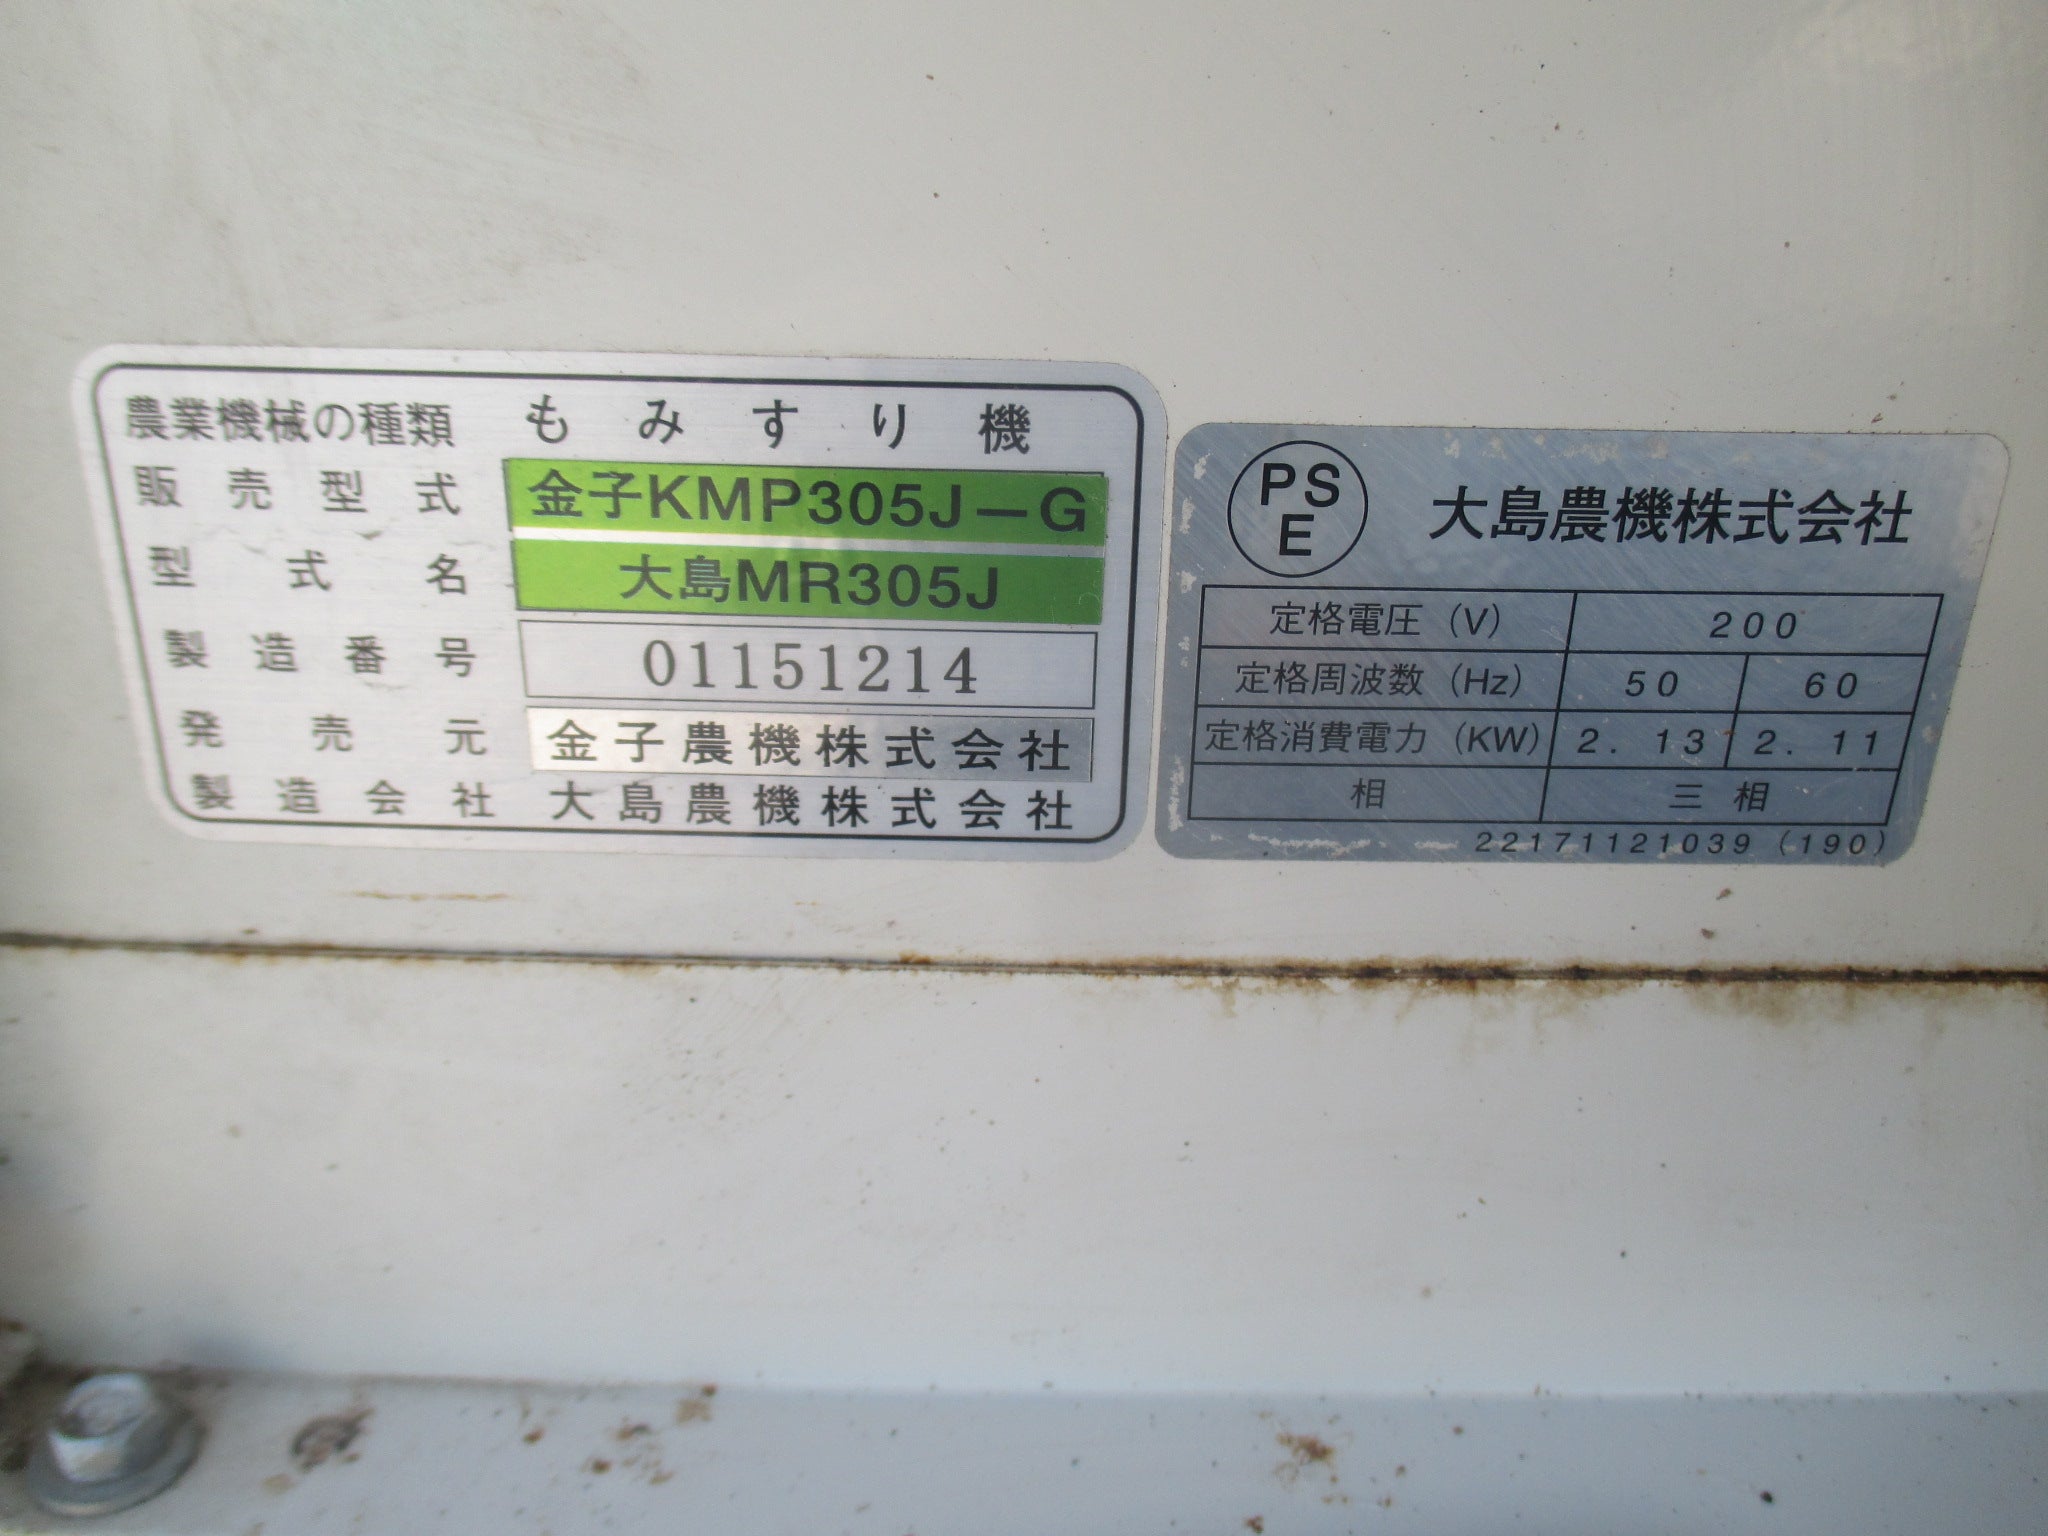 農業機械の種類 もみすり機
販売型式 金子KMP305J-G
型式名 大島MR305J
製造番号 01151214
発売元 金子農機株式会社
製造会社 大島農機株式会社
PSE 大島農機株式会社
定格電圧 (V) 200
定格周波数 (Hz) 50 60
定格消費電力 (KW) 2.13 2.11
相 三相
22171121039 (190)